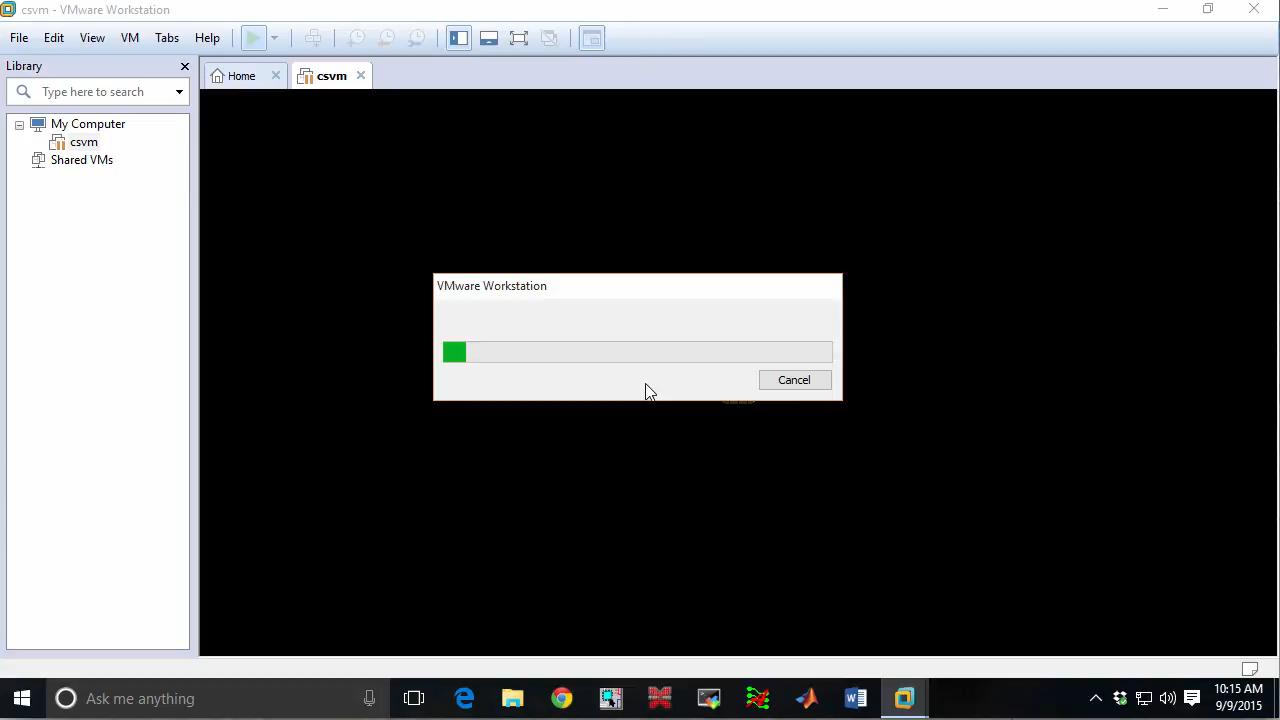 csvm - VMware Workstation
File Edit View VM Tabs Help
Library
Home
csvm
Type here to search
My Computer
csvm
Shared VMs
VMware Workstation
Cancel
Ask me anything
10:15 AM
9/9/2015